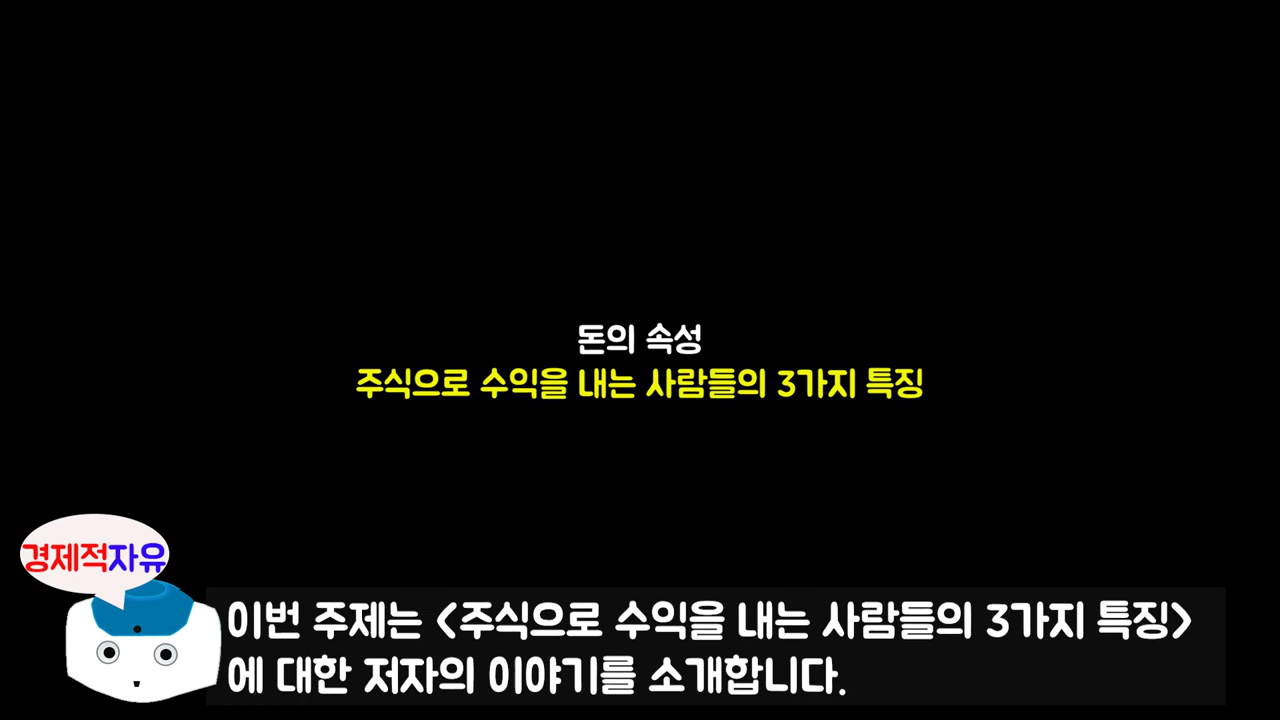 돈의 속성
주식으로 수익을 내는 사람들의 3가지 특징
경제적자유
이번 주제는 <주식으로 수익을 내는 사람들의 3가지 특징>
에 대한 저자의 이야기를 소개합니다.